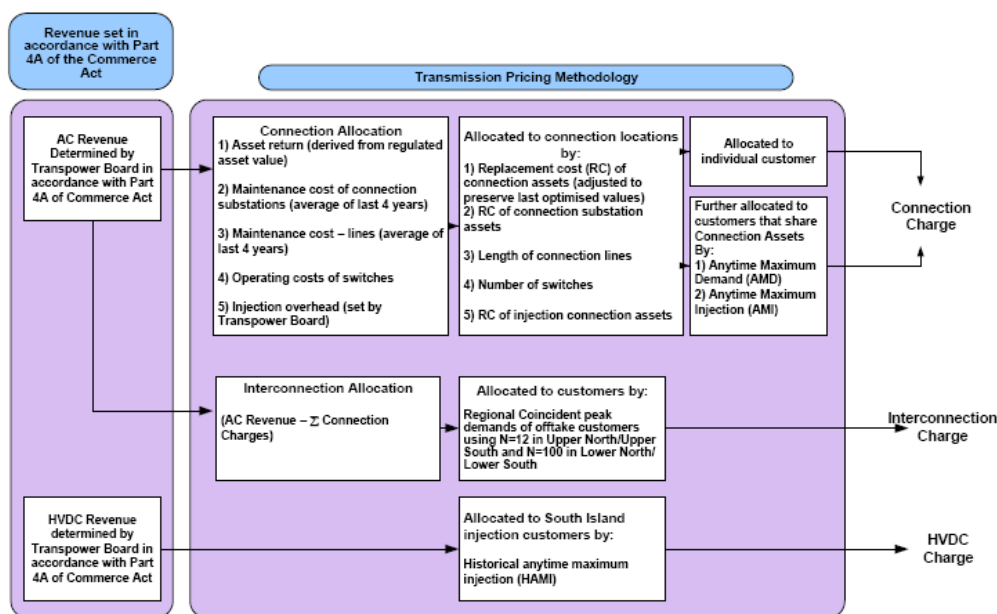 Revenue set in
accordance with Part
4A of the Commerce
Act
Transmission Pricing Methodology
AC Revenue
Determined by
Transpower Board in
accordance with Part
4A of Commerce Act
Connection Allocation
1) Asset return (derived from regulated
asset value)
2) Maintenance cost of connection
substations (average of last 4 years)
3) Maintenance cost – lines (average of
last 4 years)
4) Operating costs of switches
5) Injection overhead (set by
Transpower Board)
Allocated to connection locations
by:
1) Replacement cost (RC) of
connection assets (adjusted to
preserve last optimised values)
2) RC of connection substation
assets
3) Length of connection lines
4) Number of switches
5) RC of injection connection assets
Allocated to
individual customer
Further allocated to
customers that share
Connection Assets
By:
1) Anytime Maximum
Demand (AMD)
2) Anytime Maximum
Injection (AMI)
Connection
Charge
Interconnection Allocation
(AC Revenue – Σ Connection
Charges)
Allocated to customers by:
Regional Coincident peak
demands of offtake customers
using N=12 in Upper North/Upper
South and N=100 in Lower North/
Lower South
Interconnection
Charge
HVDC Revenue
determined by
Transpower Board in
accordance with Part
4A of Commerce Act
Allocated to South Island
injection customers by:
Historical anytime maximum
injection (HAMI)
HVDC
Charge